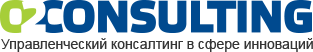 O2CONSULTING
Управленческий консалтинг в сфере инноваций